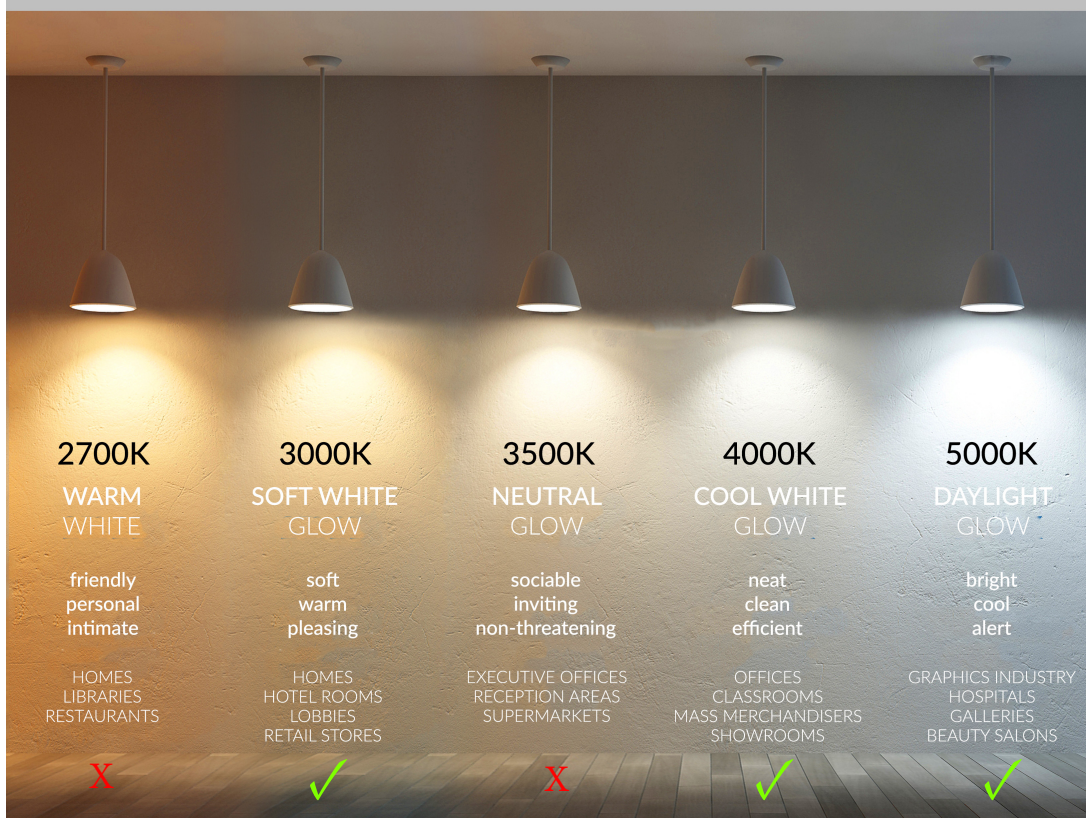 2700K
WARM
WHITE
friendly
personal
intimate
HOMES
LIBRARIES
RESTAURANTS
X
3000K
SOFT WHITE
GLOW
soft
warm
pleasing
HOMES
HOTEL ROOMS
LOBBIES
RETAIL STORES
✓
3500K
NEUTRAL
GLOW
sociable
inviting
non-threatening
EXECUTIVE OFFICES
RECEPTION AREAS
SUPERMARKETS
X
4000K
COOL WHITE
GLOW
neat
clean
efficient
OFFICES
CLASSROOMS
MASS MERCHANDISERS
SHOWROOMS
✓
5000K
DAYLIGHT
GLOW
bright
cool
alert
GRAPHICS INDUSTRY
HOSPITALS
GALLERIES
BEAUTY SALONS
✓